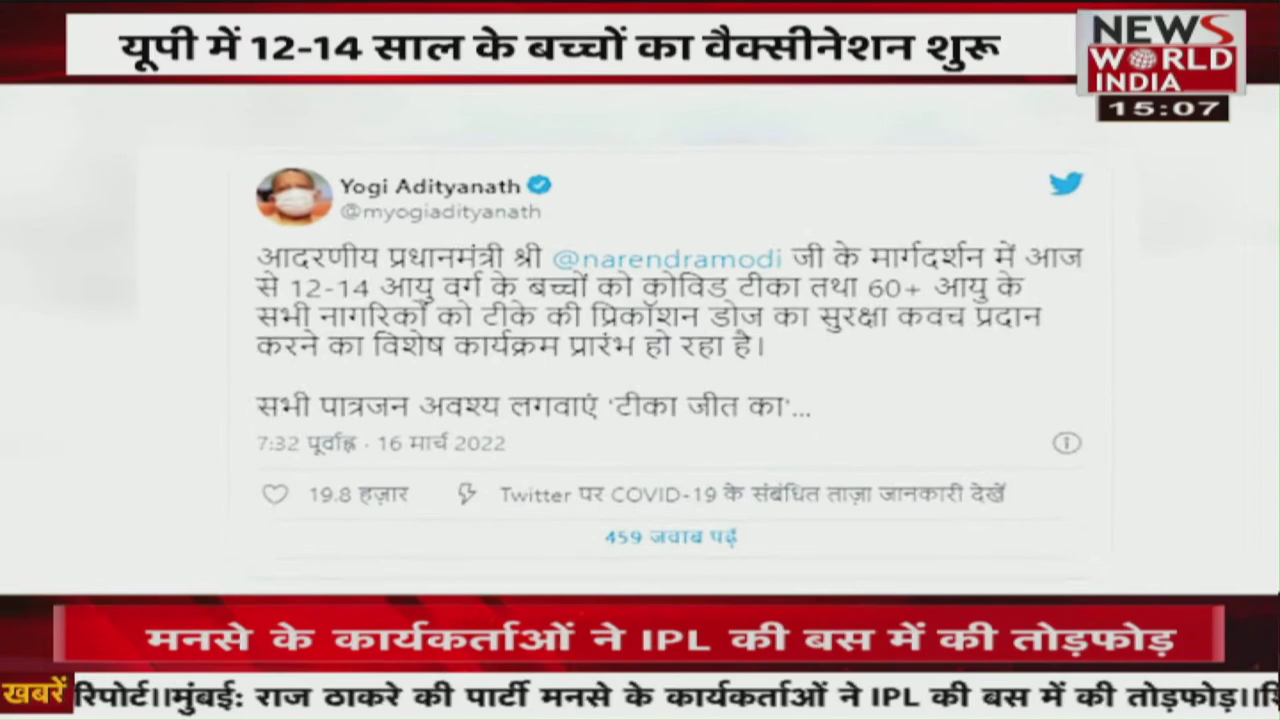 यूपी में 12-14 साल के बच्चों का वैक्सीनेशन शुरू
NEWS
WORLD
INDIA
15:07
Yogi Adityanath
@myogiadityanath
आदरणीय प्रधानमंत्री श्री @narendramodi जी के मार्गदर्शन में आज
से 12-14 आयु वर्ग के बच्चों को कोविड टीका तथा 60+ आयु के
सभी नागरिकों को टीके की प्रिकॉशन डोज का सुरक्षा कवच प्रदान
करने का विशेष कार्यक्रम प्रारंभ हो रहा है।
सभी पात्रजन अवश्य लगवाएं 'टीका जीत का'...
7:32 पूर्वाह्न · 16 मार्च 2022
19.8 हज़ार Twitter पर COVID-19 के संबंधित ताज़ा जानकारी देखें
459 जवाब पढ़ें
मनसे के कार्यकर्ताओं ने IPL की बस में की तोड़फोड़
खबरें रिपोर्ट।।मुंबई: राज ठाकरे की पार्टी मनसे के कार्यकर्ताओं ने IPL की बस में की तोड़फोड़।।